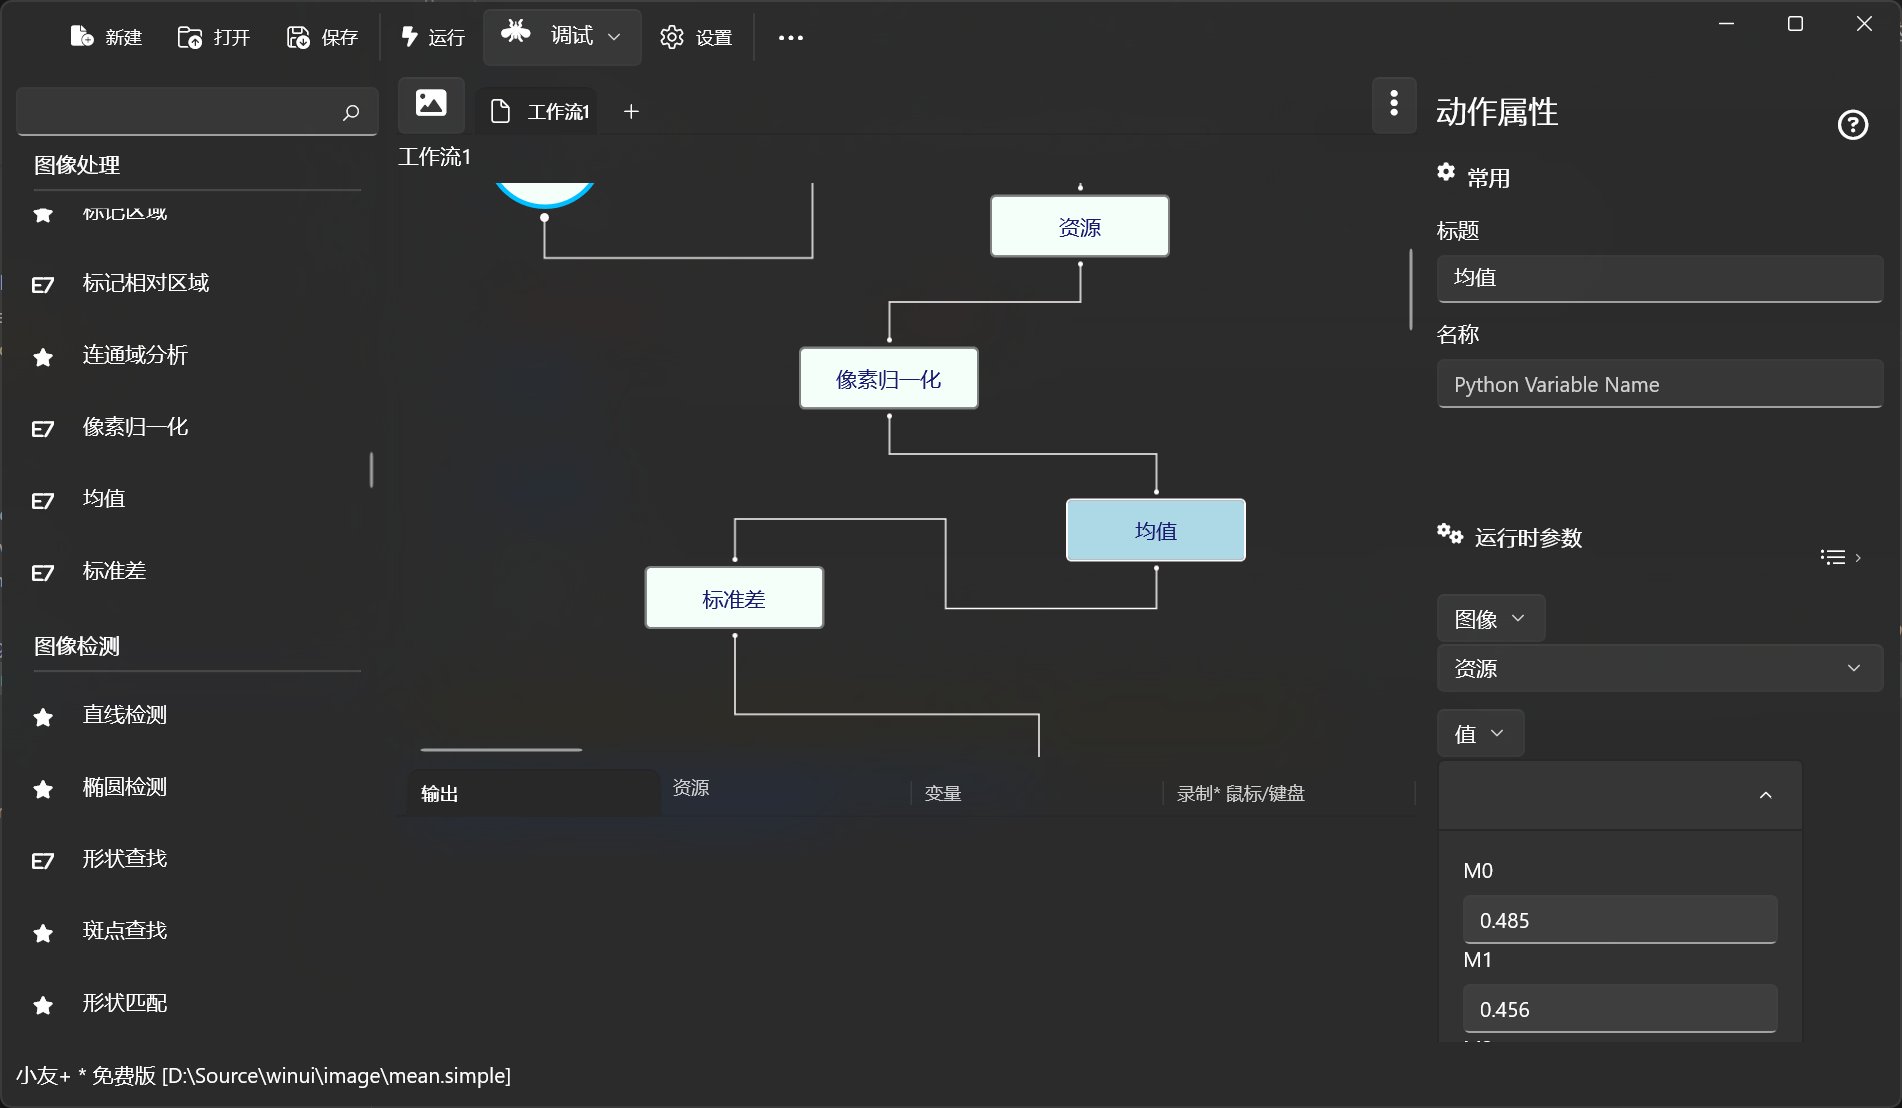 新建
打开
保存
运行
调试
设置
图像处理
标记区域
标记相对区域
连通域分析
像素归一化
均值
标准差
图像检测
直线检测
椭圆检测
形状查找
斑点查找
形状匹配
工作流1
工作流1
资源
像素归一化
均值
标准差
输出
资源
变量
录制* 鼠标/键盘
动作属性
常用
标题
均值
名称
Python Variable Name
运行时参数
图像
资源
值
M0
0.485
M1
0.456
小友+ * 免费版 [D:\Source\winui\image\mean.simple]